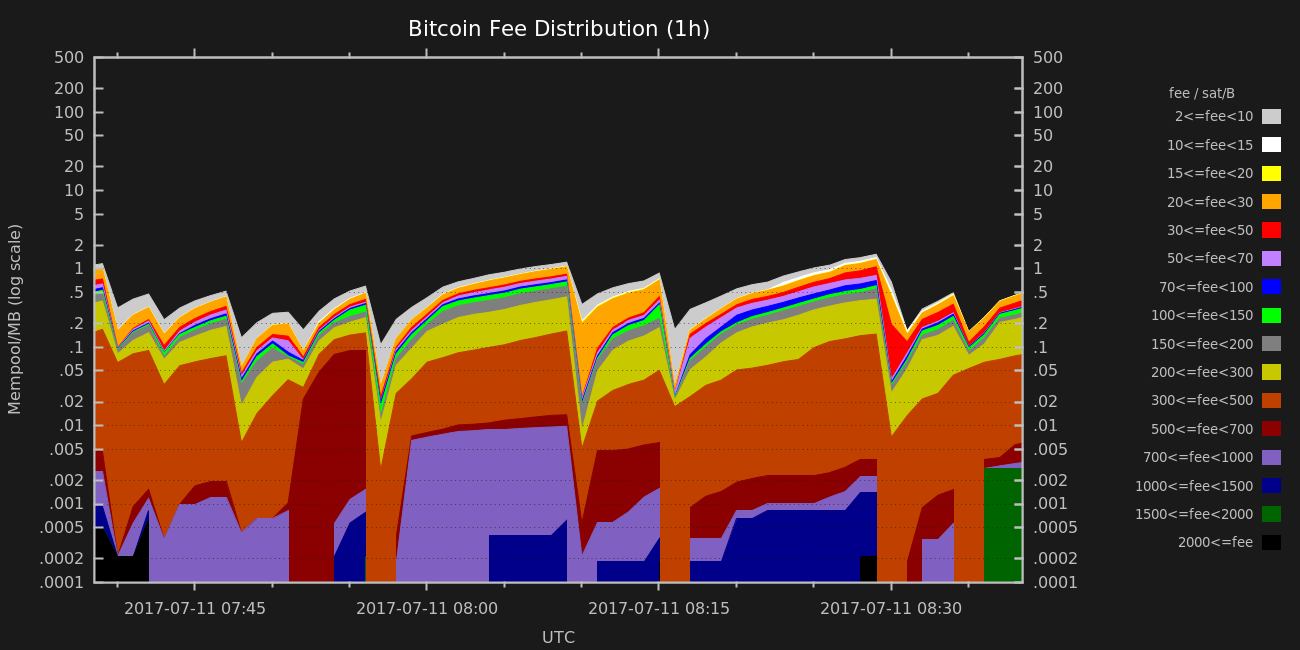 Bitcoin Fee Distribution (1h)
Mempool/MB (log scale)
500
200
100
50
20
10
5
2
1
.5
.2
.1
.05
.02
.01
.005
.002
.001
.0005
.0002
.0001
500
200
100
50
20
10
5
2
1
.5
.2
.1
.05
.02
.01
.005
.002
.001
.0005
.0002
.0001
2017-07-11 07:45
2017-07-11 08:00
2017-07-11 08:15
2017-07-11 08:30
UTC
fee / sat/B
2<=fee<10
10<=fee<15
15<=fee<20
20<=fee<30
30<=fee<50
50<=fee<70
70<=fee<100
100<=fee<150
150<=fee<200
200<=fee<300
300<=fee<500
500<=fee<700
700<=fee<1000
1000<=fee<1500
1500<=fee<2000
2000<=fee